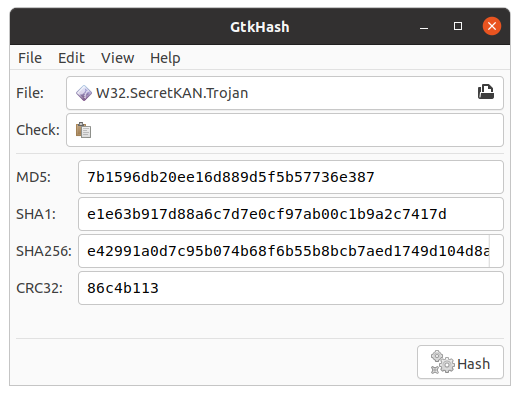 GtkHash
File Edit View Help
File: W32.SecretKAN.Trojan
Check:
MD5: 7b1596db20ee16d889d5f5b57736e387
SHA1: e1e63b917d88a6c7d7e0cf97ab00c1b9a2c7417d
SHA256: e42991a0d7c95b074b68f6b55b8bcb7aed1749d104d8a
CRC32: 86c4b113
Hash